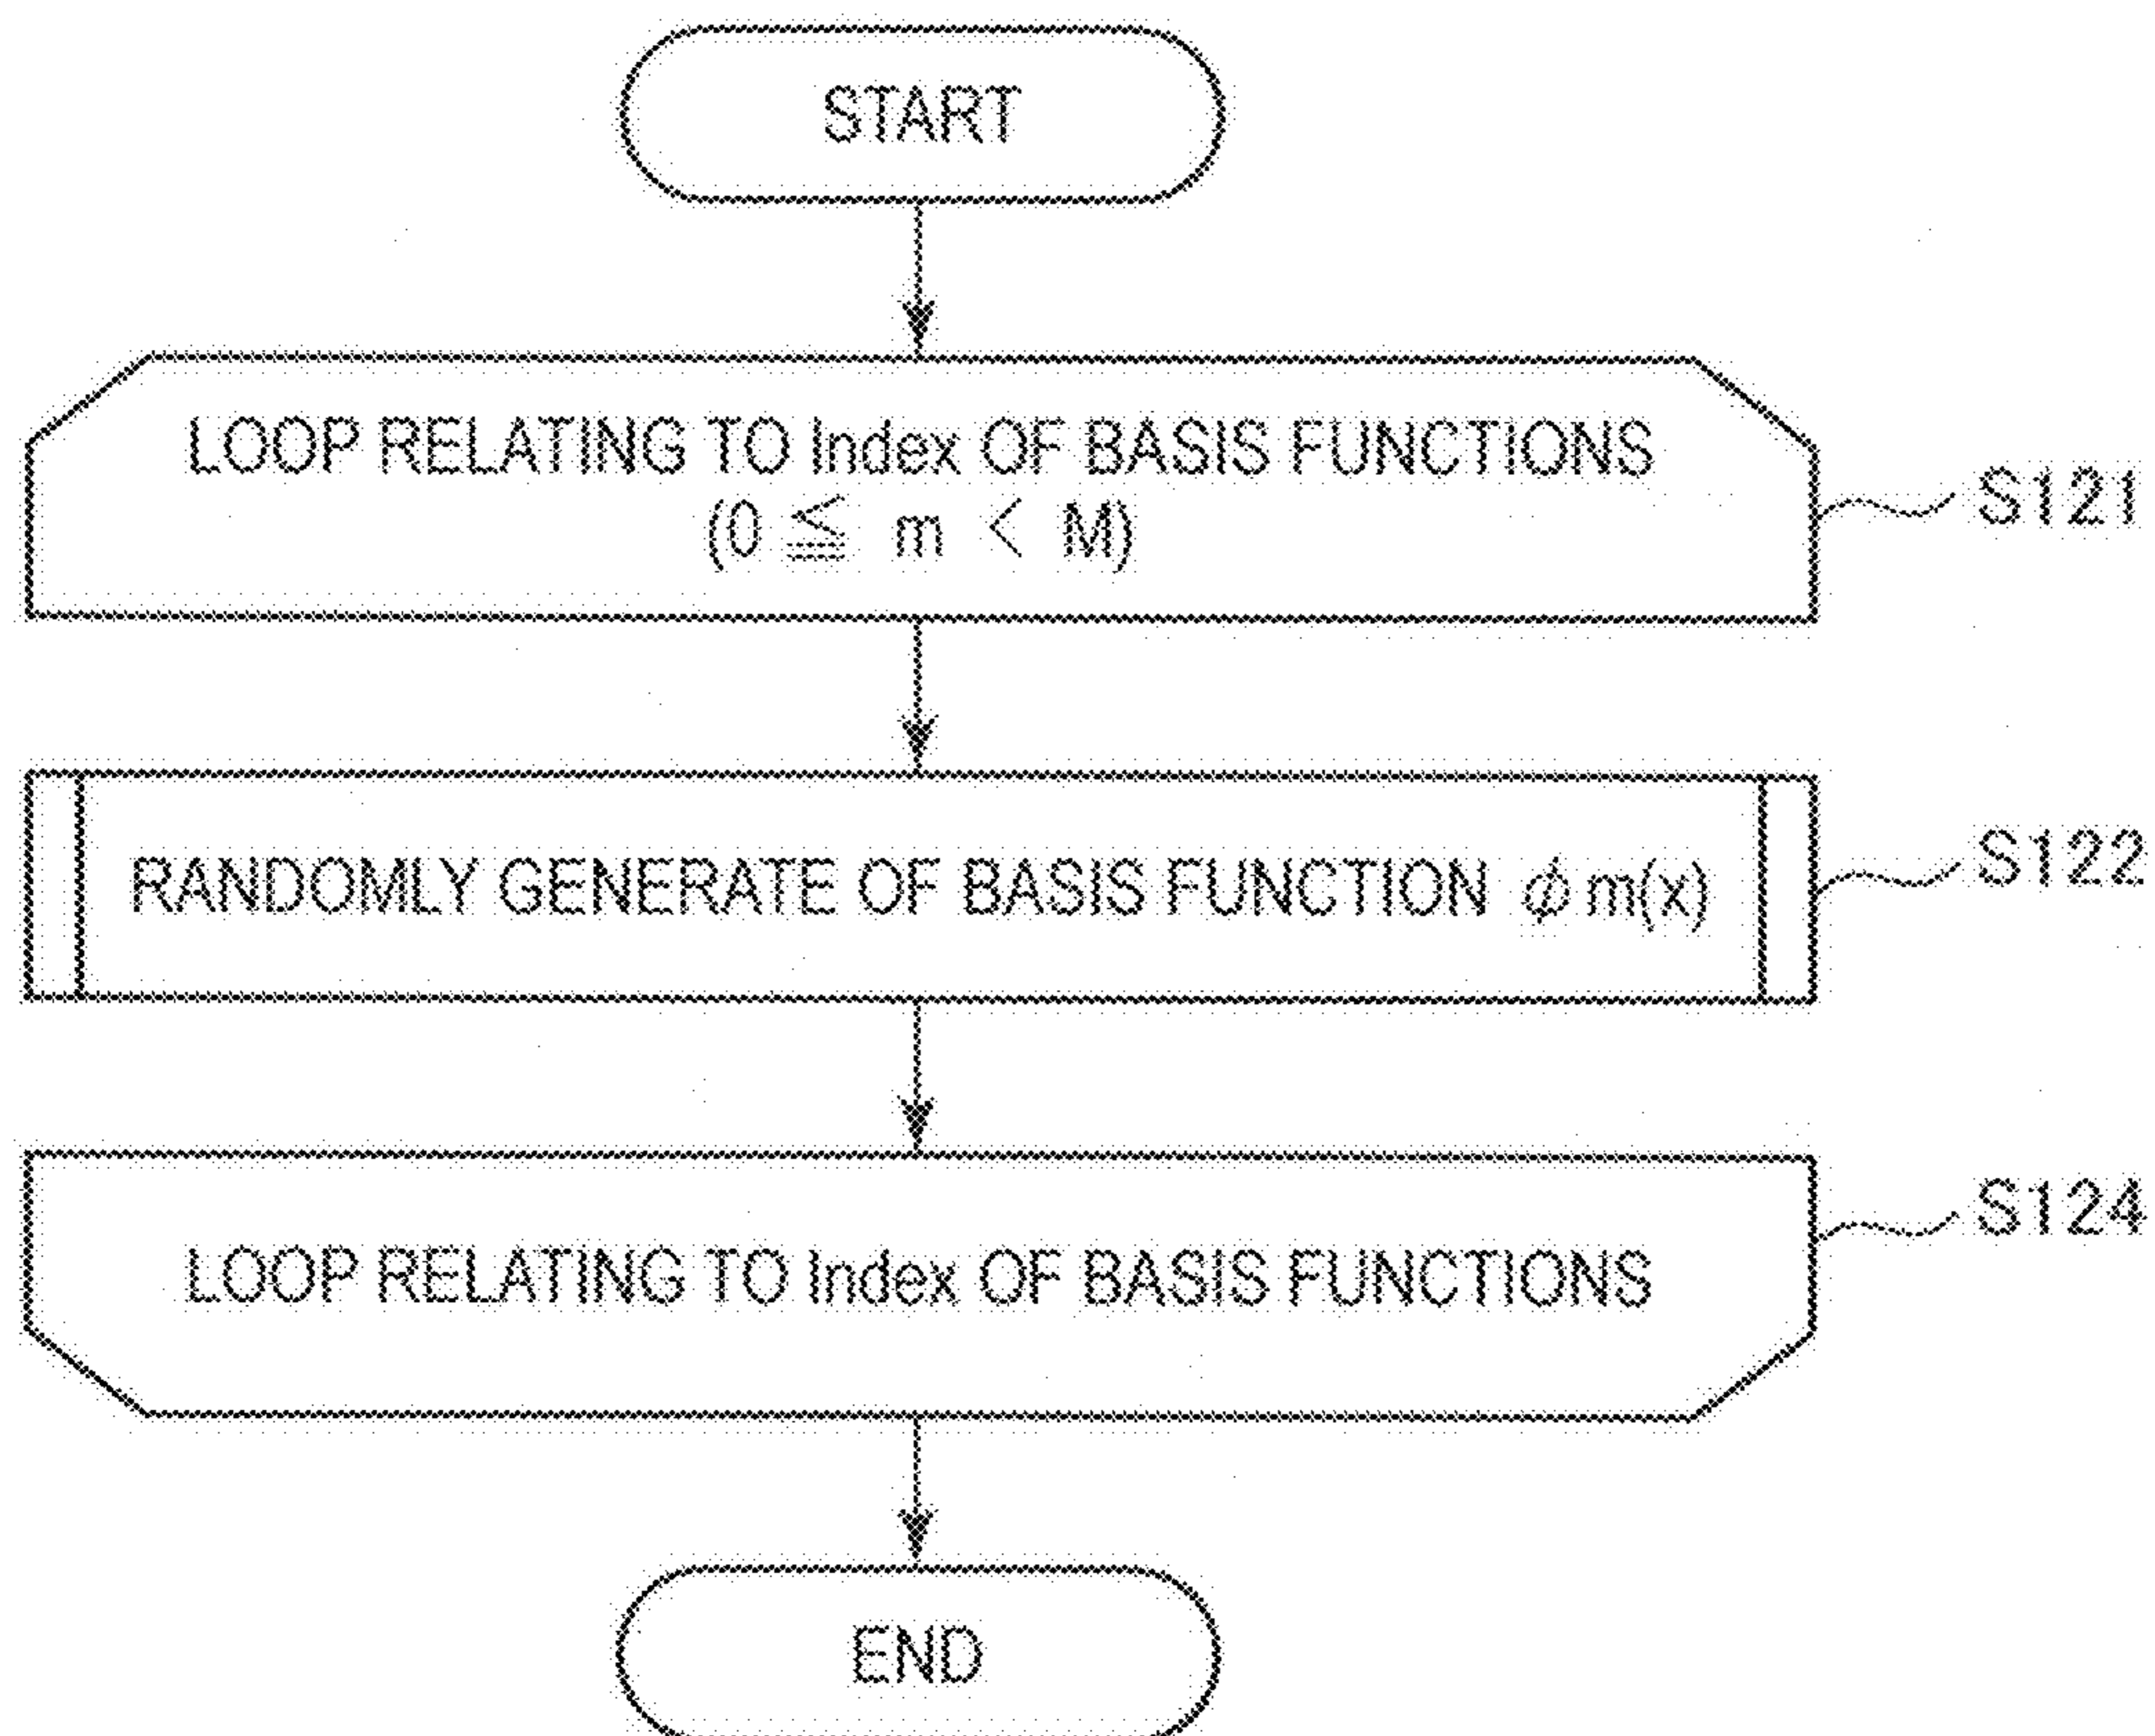 START
LOOP RELATING TO Index OF BASIS FUNCTIONS
(0 ≦ m < M)
S121
RANDOMLY GENERATE OF BASIS FUNCTION ϕ m(x)
S122
LOOP RELATING TO Index OF BASIS FUNCTIONS
S124
END